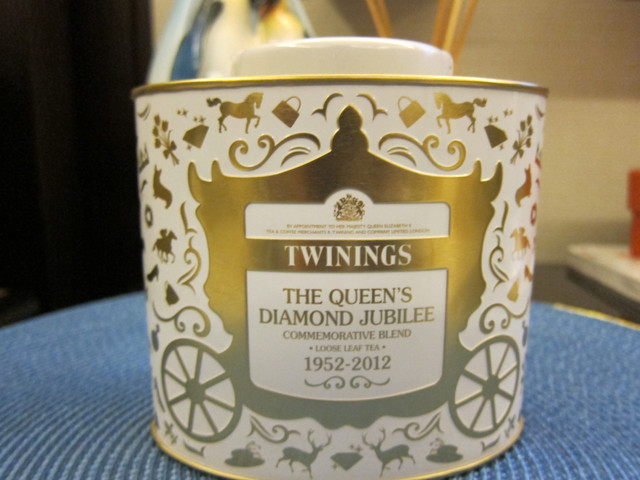 BY APPOINTMENT TO HER MAJESTY QUEEN ELIZABETH II
TEA & COFFEE MERCHANTS R. TWINING AND COMPANY LIMITED, LONDON
TWININGS
THE QUEEN'S
DIAMOND JUBILEE
COMMEMORATIVE BLEND
• LOOSE LEAF TEA •
1952-2012